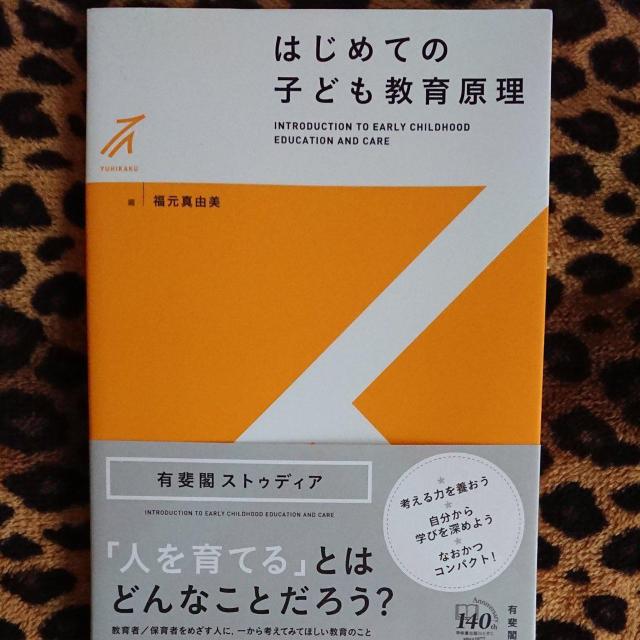 はじめての
子ども教育原理
INTRODUCTION TO EARLY CHILDHOOD
EDUCATION AND CARE
YUHIKAKU
編 福元真由美
有斐閣ストゥディア
INTRODUCTION TO EARLY CHILDHOOD EDUCATION AND CARE
考える力を養おう
自分から
学びを深めよう
なおかつ
コンパクト!
「人を育てる」とは
どんなことだろう?
教育者/保育者をめざす人に,一から考えてみてほしい教育のこと
Anniversary
140th
有斐閣